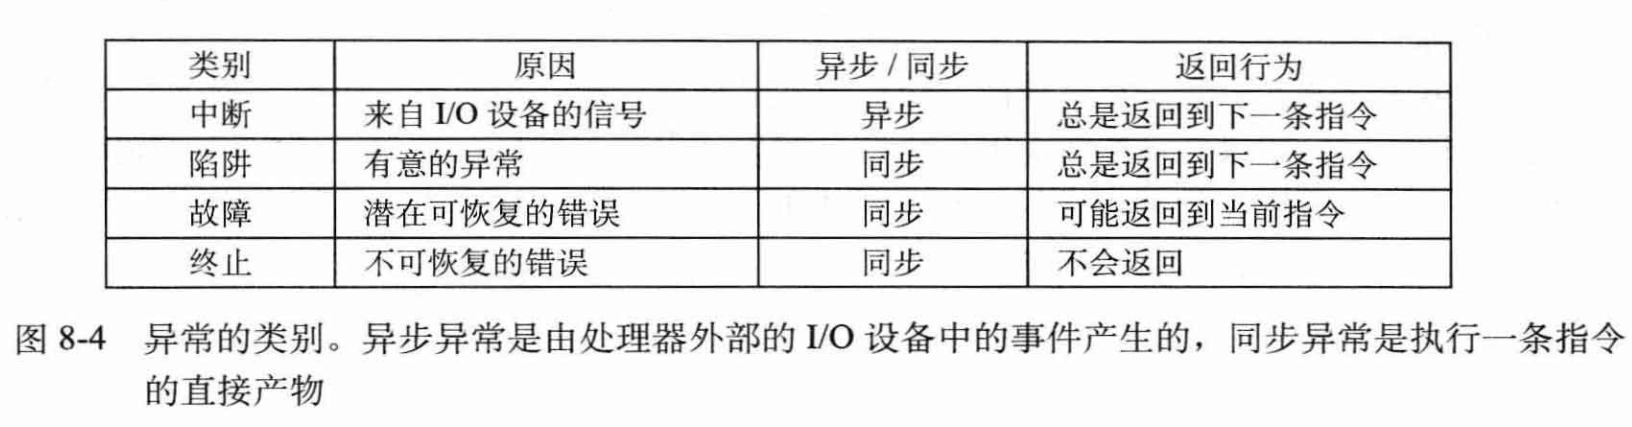 类别 原因 异步 / 同步 返回行为
中断 来自 I/O 设备的信号 异步 总是返回到下一条指令
陷阱 有意的异常 同步 总是返回到下一条指令
故障 潜在可恢复的错误 同步 可能返回到当前指令
终止 不可恢复的错误 同步 不会返回
图 8-4 异常的类别。异步异常是由处理器外部的 I/O 设备中的事件产生的，同步异常是执行一条指令
的直接产物